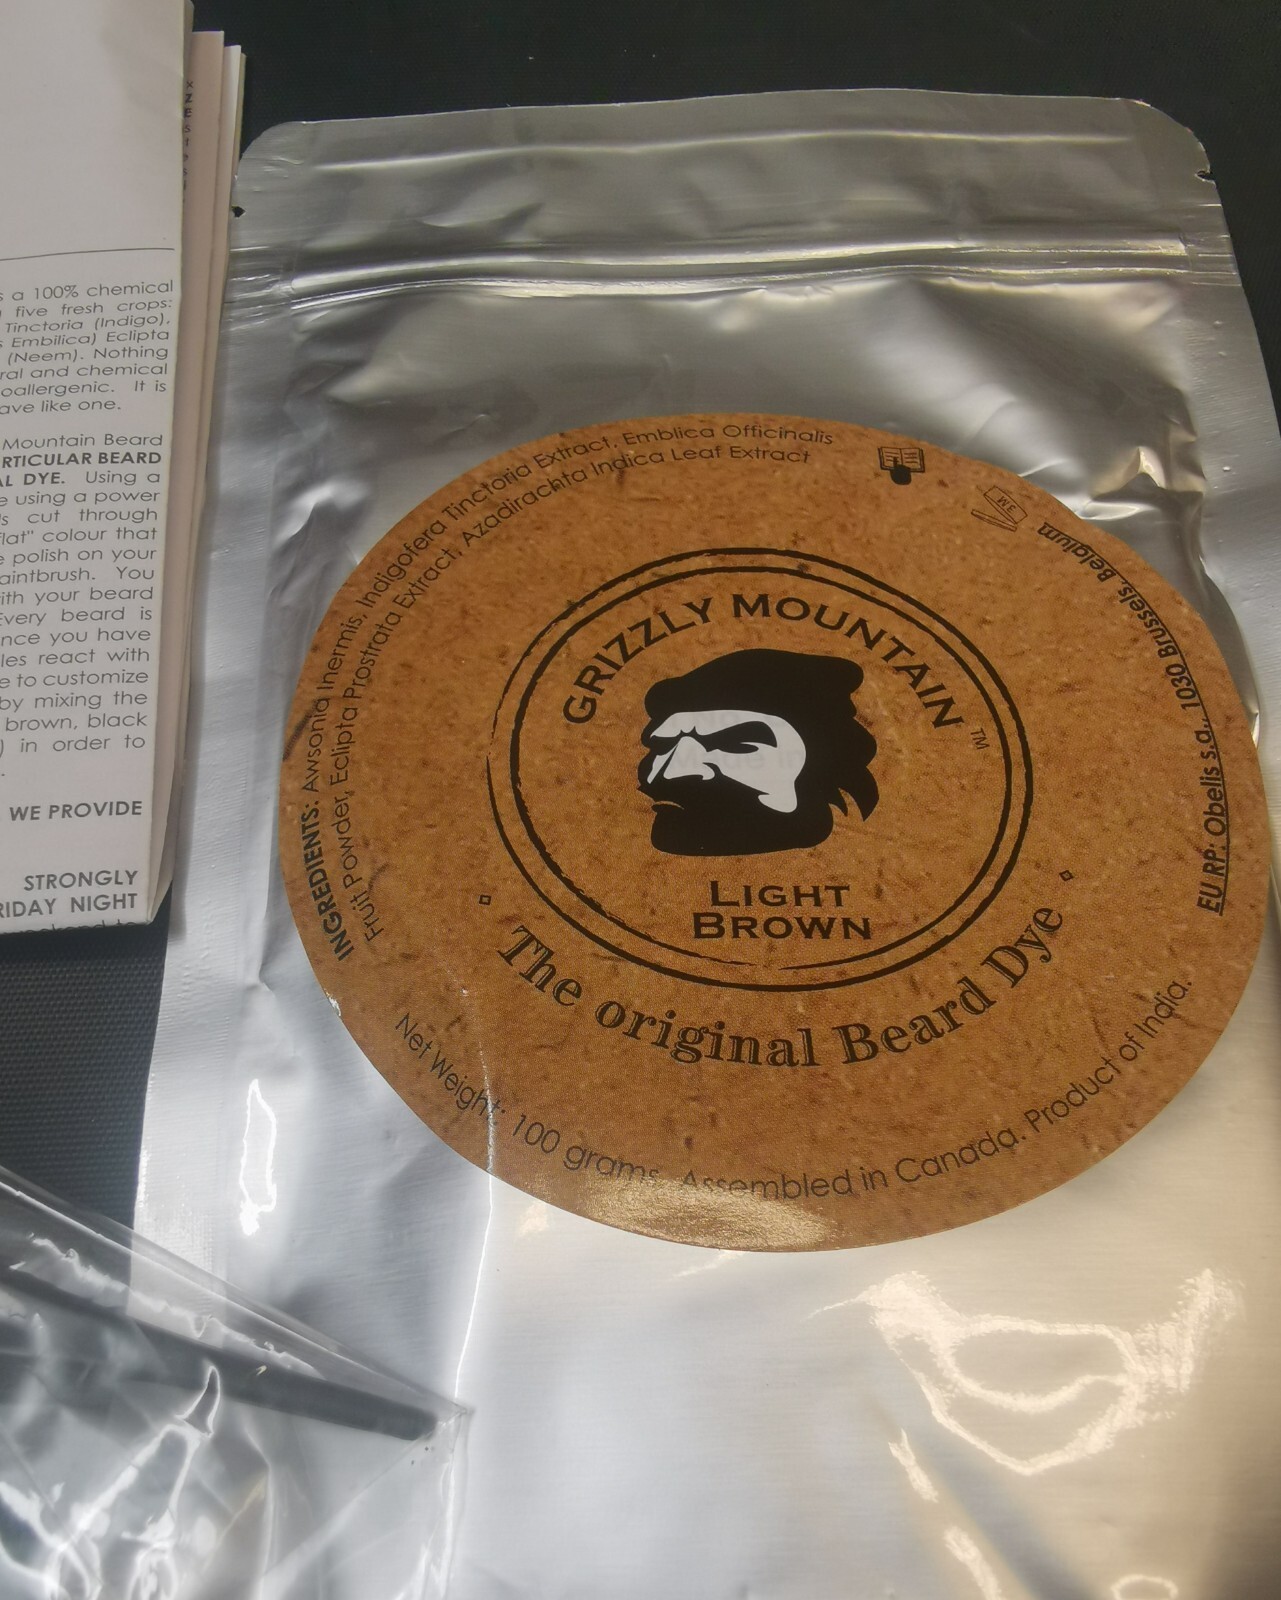 s a 100% chemical
five fresh crops:
Tinctoria (Indigo),
s Embilica) Eclipta
(Neem). Nothing
ral and chemical
oallergenic. It is
ave like one.
Mountain Beard
RTICULAR BEARD
AL DYE. Using a
e using a power
ls cut through
flat" colour that
e polish on your
aintbrush. You
ith your beard
Every beard is
nce you have
les react with
e to customize
by mixing the
brown, black
) in order to
WE PROVIDE
STRONGLY
RIDAY NIGHT
INGREDIENTS: Awsonia Inermis, Indigofera Tinctoria Extract, Emblica Officinalis
Fruit Powder, Eclipta Prostrata Extract, Azadirachta Indica Leaf Extract
3M
EU RP: Obelis s.a., 1030 Brussels, Belgium
GRIZZLY MOUNTAIN™
LIGHT
BROWN
The original Beard Dye
Net Weight: 100 grams. Assembled in Canada. Product of India.